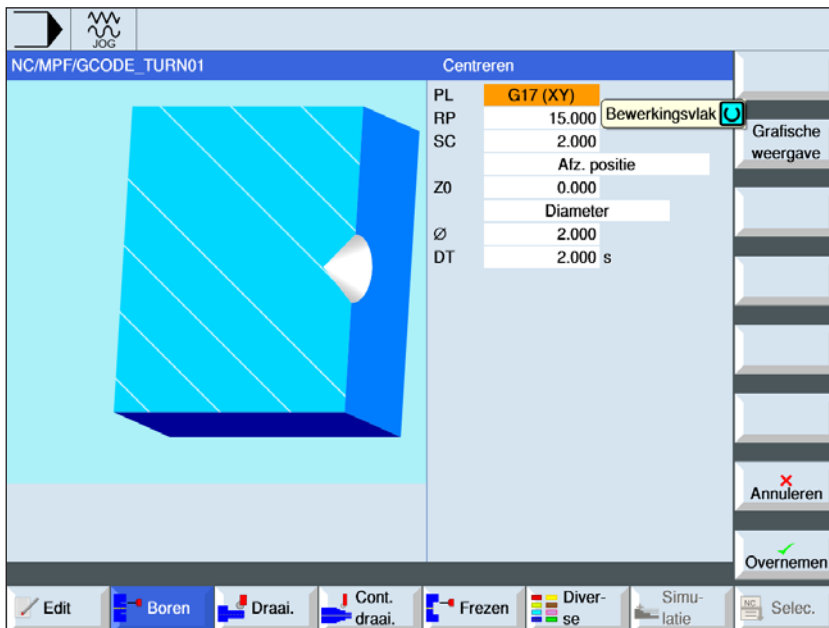 JOG
NC/MPF/GCODE_TURN01
Centreren
PL G17 (XY)
Bewerkingsvlak
RP 15.000
SC 2.000
Afz. positie
Z0 0.000
Diameter
Ø 2.000
DT 2.000 s
Grafische
weergave
Annuleren
Overnemen
Edit
Boren
Draai.
Cont.
draai.
Frezen
Diver-
se
Simu-
latie
NC
Selec.